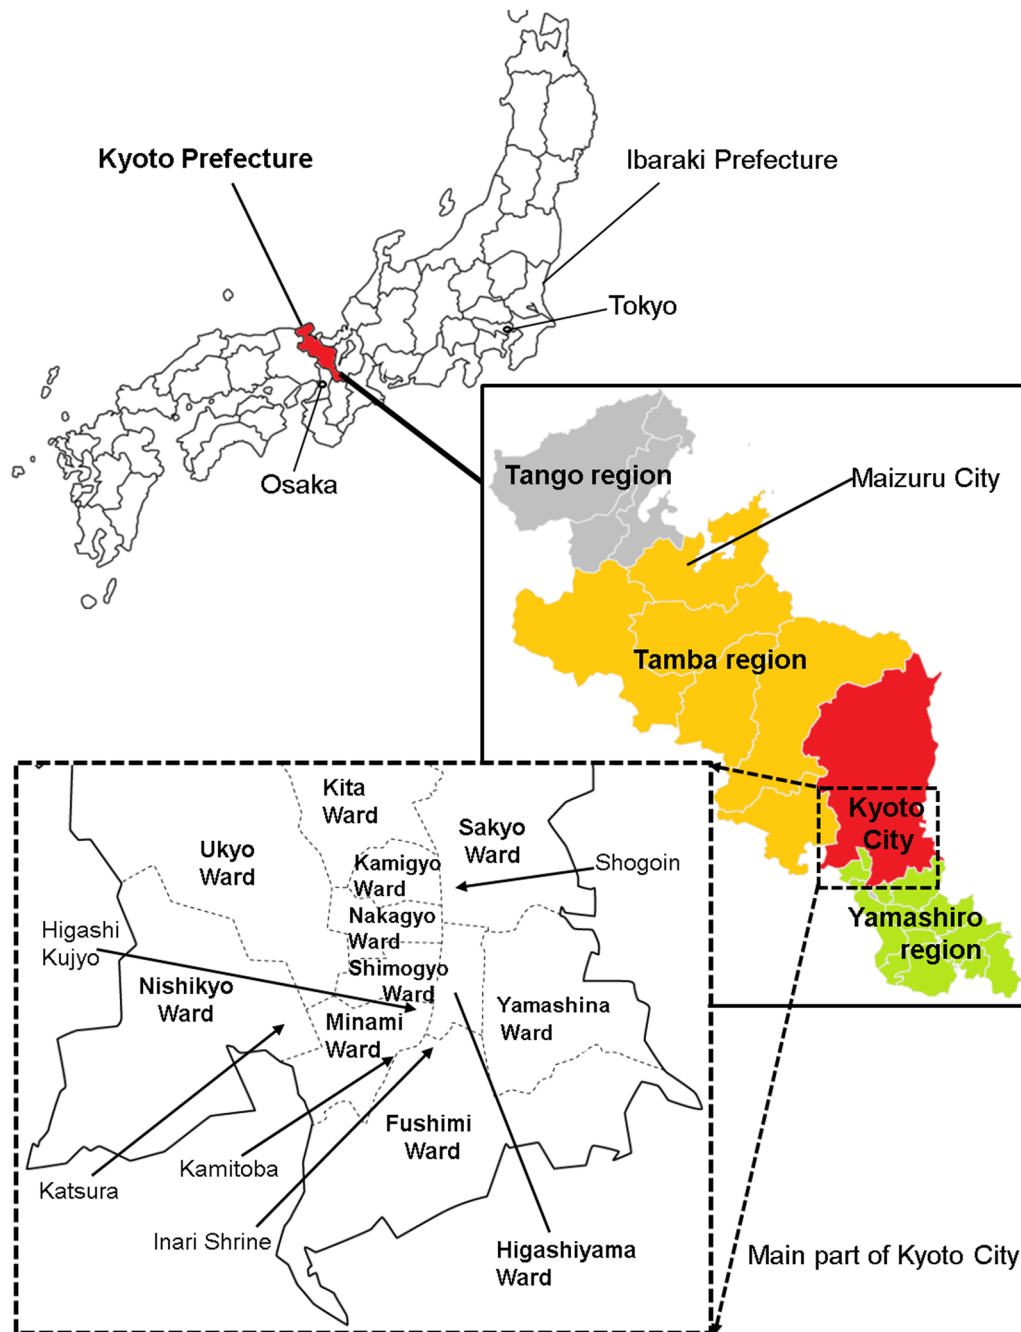 Kyoto Prefecture
Ibaraki Prefecture
Tokyo
Osaka
Tango region
Maizuru City
Tamba region
Kyoto
City
Yamashiro
region
Kita
Ward
Sakyo
Ward
Ukyo
Ward
Kamigyo
Ward
Shogoin
Nakagyo
Ward
Higashi
Kujyo
Shimogyo
Ward
Nishikyo
Ward
Minami
Ward
Yamashina
Ward
Fushimi
Ward
Katsura
Kamitoba
Inari Shrine
Higashiyama
Ward
Main part of Kyoto City